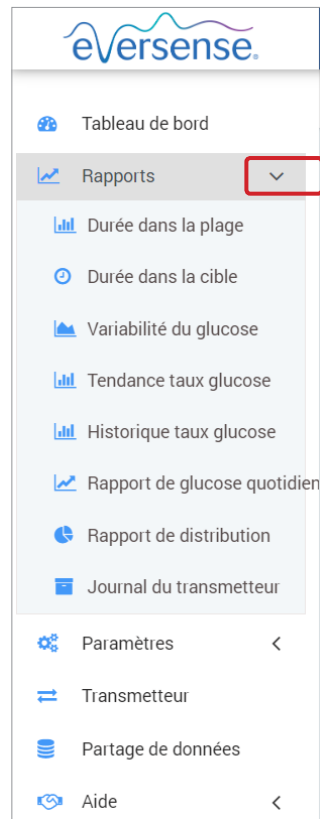 eversense.
Tableau de bord
Rapports
Durée dans la plage
Durée dans la cible
Variabilité du glucose
Tendance taux glucose
Historique taux glucose
Rapport de glucose quotidien
Rapport de distribution
Journal du transmetteur
Paramètres
Transmetteur
Partage de données
Aide